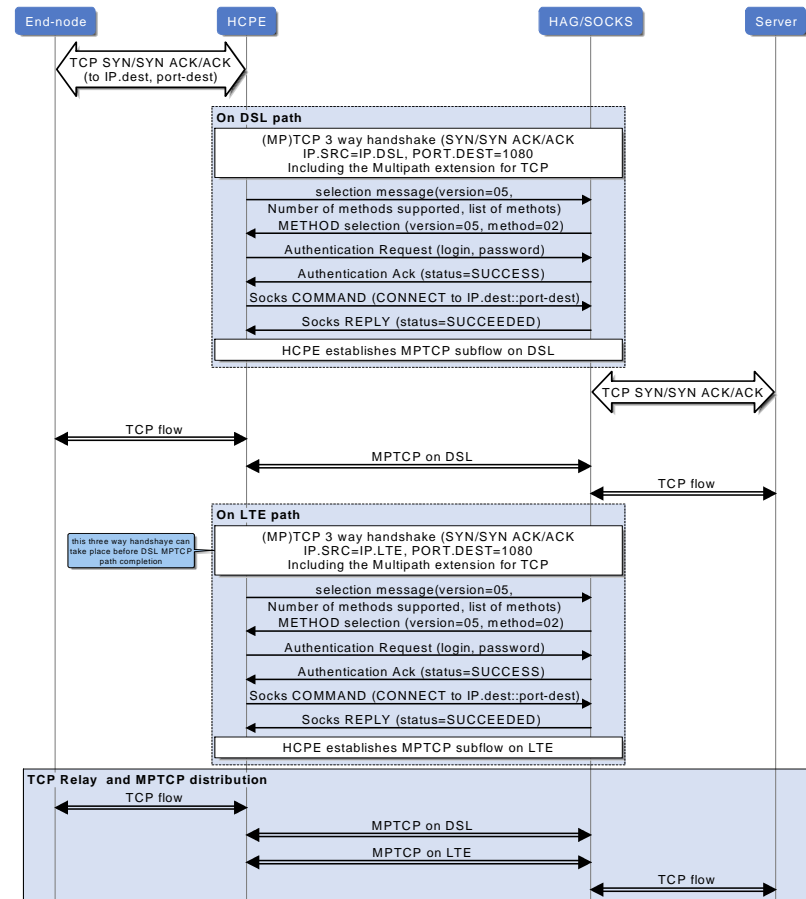 End-node HCPE HAG/SOCKS Server
TCP SYN/SYN ACK/ACK
(to IP.dest, port-dest)
On DSL path
(MP)TCP 3 way handshake (SYN/SYN ACK/ACK
IP.SRC=IP.DSL, PORT.DEST=1080
Including the Multipath extension for TCP
selection message(version=05,
Number of methods supported, list of methots)
METHOD selection (version=05, method=02)
Authentication Request (login, password)
Authentication Ack (status=SUCCESS)
Socks COMMAND (CONNECT to IP.dest::port-dest)
Socks REPLY (status=SUCCEEDED)
HCPE establishes MPTCP subflow on DSL
TCP SYN/SYN ACK/ACK
TCP flow
MPTCP on DSL
TCP flow
On LTE path
this three way handshaye can
take place before DSL MPTCP
path completion
(MP)TCP 3 way handshake (SYN/SYN ACK/ACK
IP.SRC=IP.LTE, PORT.DEST=1080
Including the Multipath extension for TCP
selection message(version=05,
Number of methods supported, list of methots)
METHOD selection (version=05, method=02)
Authentication Request (login, password)
Authentication Ack (status=SUCCESS)
Socks COMMAND (CONNECT to IP.dest::port-dest)
Socks REPLY (status=SUCCEEDED)
HCPE establishes MPTCP subflow on LTE
TCP Relay and MPTCP distribution
TCP flow
MPTCP on DSL
MPTCP on LTE
TCP flow